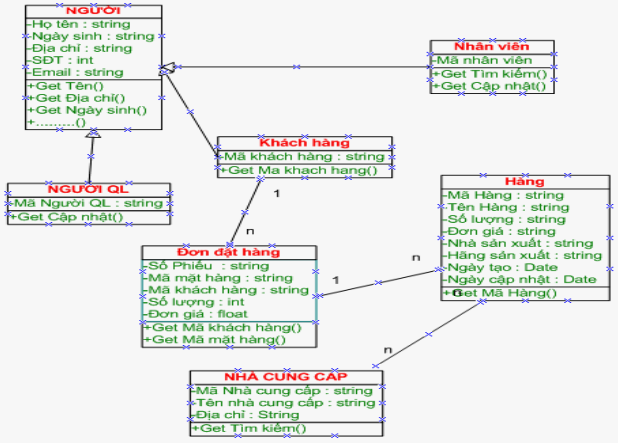 NGƯỜI
-Họ tên : string
-Ngày sinh : string
-Địa chỉ : string
-SĐT : int
-Email : string
+Get Tên()
+Get Địa chỉ()
+Get Ngày sinh()
+.........()
Nhân viên
-Mã nhân viên
+Get Tìm kiếm()
+Get Cập nhật()
Khách hàng
-Mã khách hàng : string
+Get Ma khach hang()
NGƯỜI QL
-Mã Người QL : string
+Get Cập nhật()
1
n
Hàng
-Mã Hàng : string
-Tên Hàng : string
-Số lượng : string
-Đơn giá : string
-Nhà sản xuất : string
-Hãng sản xuất : string
-Ngày tạo : Date
-Ngày cập nhật : Date
+Get Mã Hàng()
Đơn đặt hàng
-Số Phiếu : string
-Mã mặt hàng : string
-Mã khách hàng : string
-Số lượng : int
-Đơn giá : float
+Get Mã khách hàng()
+Get Mã mặt hàng()
1
n
n
n
NHÀ CUNG CẤP
-Mã Nhà cung cấp : string
-Tên nhà cung cấp : string
-Địa chỉ : String
+Get Tìm kiếm()